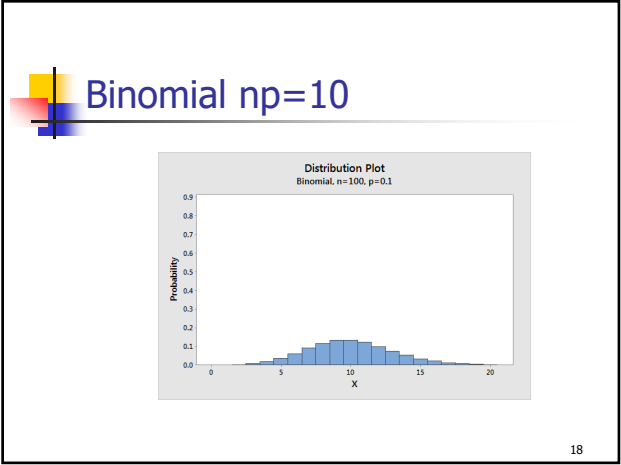 Binomial np=10
Distribution Plot
Binomial, n=100, p=0.1
0.9
0.8
0.7
0.6
0.5
0.4
0.3
0.2
0.1
0.0
Probability
0 5 10 15 20
X
18